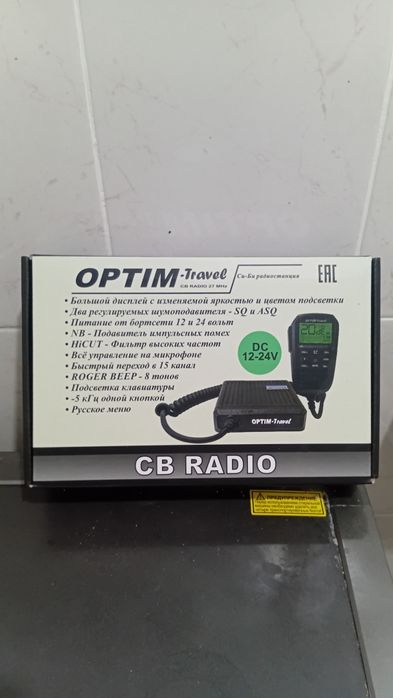 OPTIM-Travel
CB RADIO 27 MHz
Си-Би радиостанция
EAC
• Большой дисплей с изменяемой яркостью и цветом подсветки
• Два регулируемых шумоподавителя - SQ и ASQ
• Питание от бортсети 12 и 24 вольт
• NB - Подавитель импульсных помех
• HiCUT - Фильтр высоких частот
• Всё управление на микрофоне
• Быстрый переход в 15 канал
• ROGER BEEP - 8 тонов
• Подсветка клавиатуры
• -5 кГц одной кнопкой
• Русское меню
DC
12-24V
OPTIM-Travel
CB RADIO
ПРЕДУПРЕЖДЕНИЕ